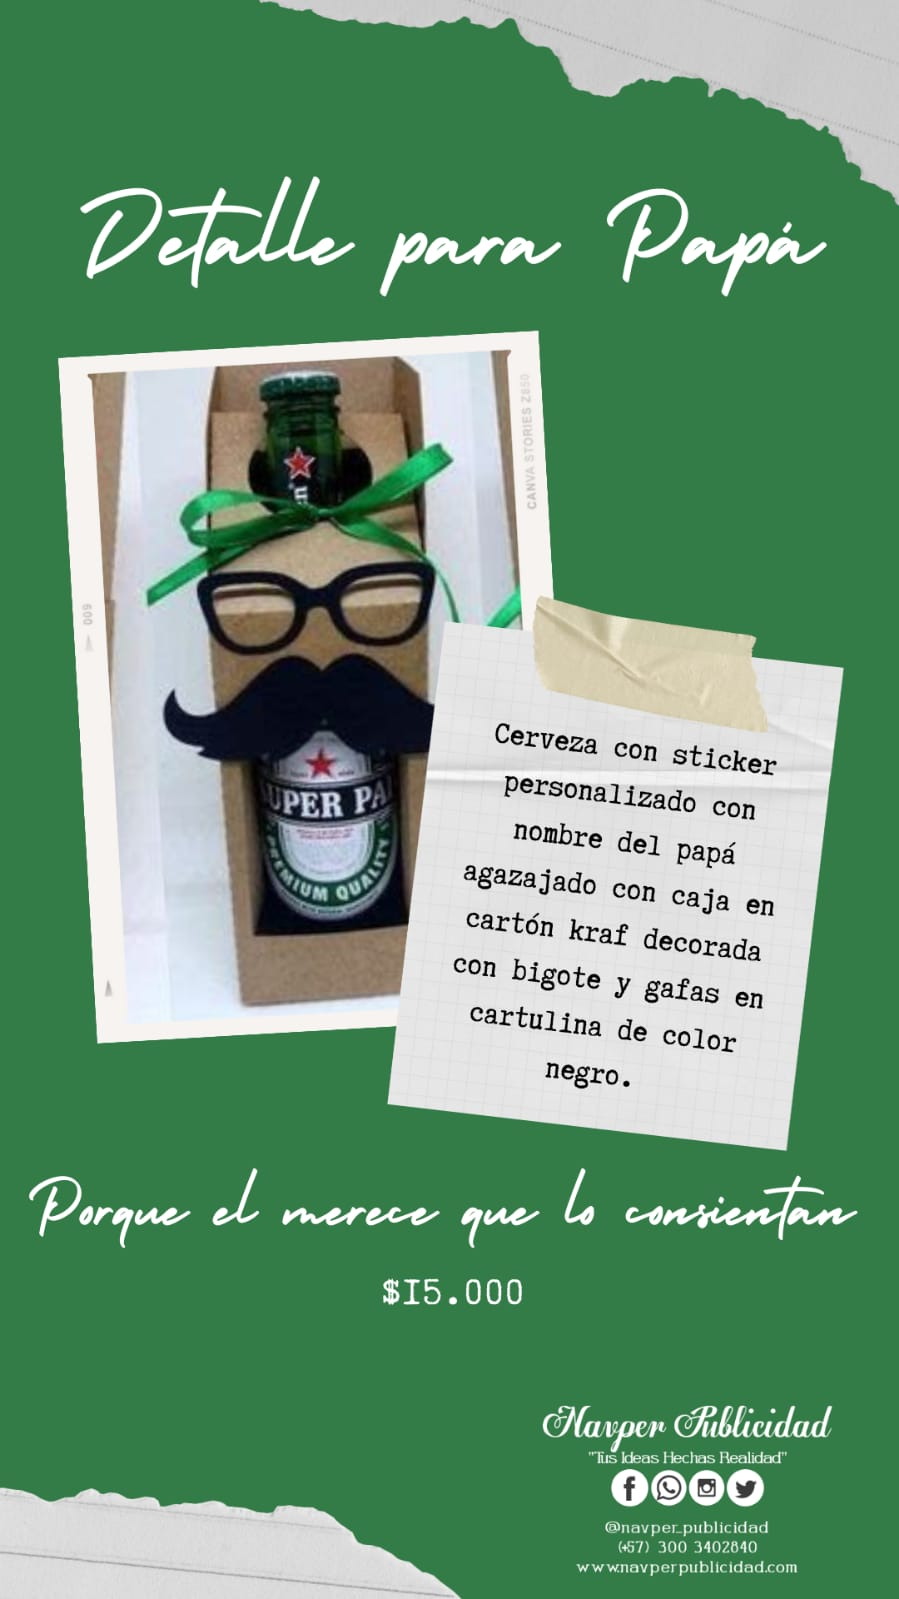 Detalle para Papá
CANVA STORIES Z850
009
en
UPER PA
PREMIUM QUALITY
Cerveza con sticker
personalizado con
nombre del papá
agazajado con caja en
cartón kraf decorada
con bigote y gafas en
cartulina de color
negro.
Porque el merece que lo consientan
$15.000
Navper Publicidad
"Tus Ideas Hechas Realidad"
@navper_publicidad
(+57) 300 3402840
www.navperpublicidad.com